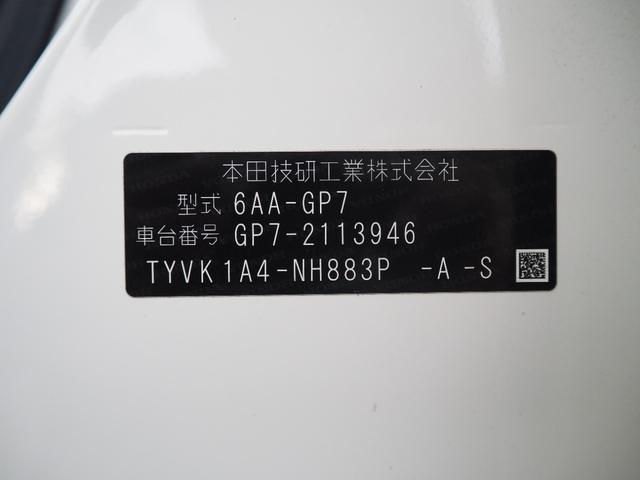 本田技研工業株式会社
型式 6AA-GP7
車台番号 GP7-2113946
TYVK1A4-NH883P -A-S